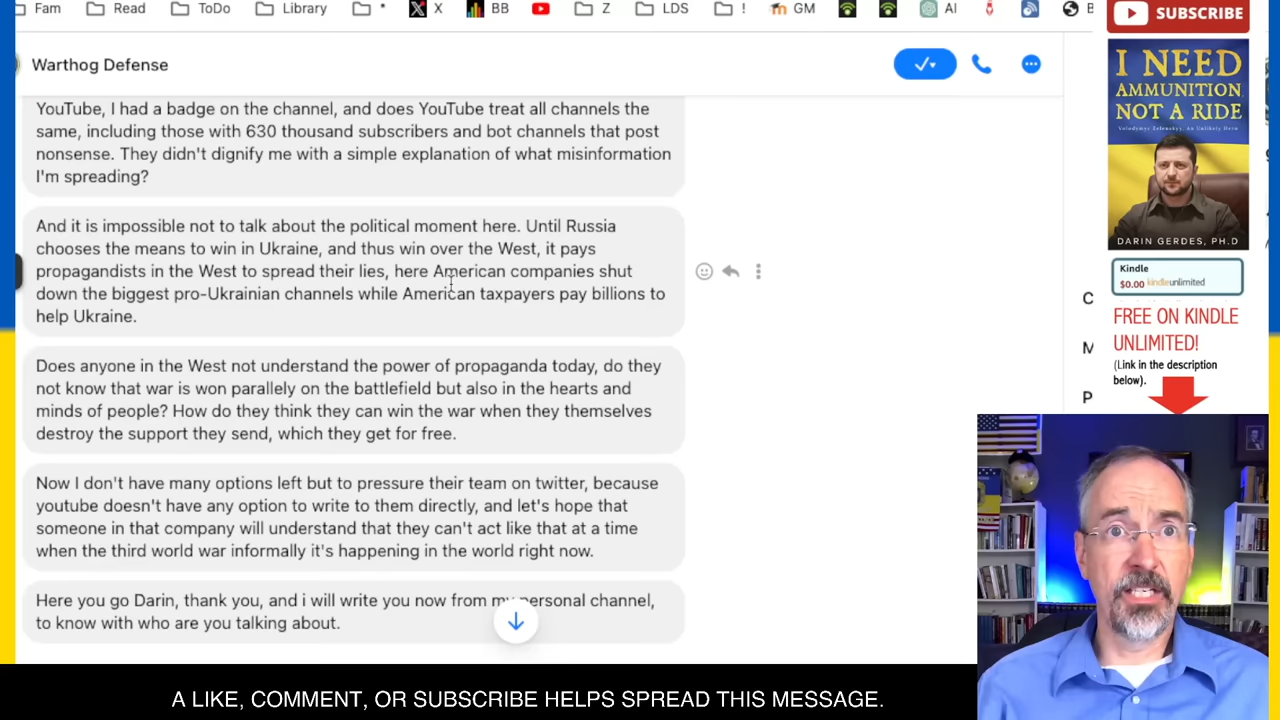 Fam
Read
ToDo
Library
*
X
BB
Z
LDS
!
GM
AI
SUBSCRIBE
Warthog Defense
YouTube, I had a badge on the channel, and does YouTube treat all channels the
same, including those with 630 thousand subscribers and bot channels that post
nonsense. They didn't dignify me with a simple explanation of what misinformation
I'm spreading?
And it is impossible not to talk about the political moment here. Until Russia
chooses the means to win in Ukraine, and thus win over the West, it pays
propagandists in the West to spread their lies, here American companies shut
down the biggest pro-Ukrainian channels while American taxpayers pay billions to
help Ukraine.
Does anyone in the West not understand the power of propaganda today, do they
not know that war is won parallely on the battlefield but also in the hearts and
minds of people? How do they think they can win the war when they themselves
destroy the support they send, which they get for free.
Now I don't have many options left but to pressure their team on twitter, because
youtube doesn't have any option to write to them directly, and let's hope that
someone in that company will understand that they can't act like that at a time
when the third world war informally it's happening in the world right now.
Here you go Darin, thank you, and i will write you now from my personal channel,
to know with who are you talking about.
I NEED
AMMUNITION
NOT A RIDE
Volodymyr Zelenskyy, An Unlikely Hero
DARIN GERDES, PH.D
Kindle
$0.00 kindleunlimited
FREE ON KINDLE
UNLIMITED!
(Link in the description
below).
C
M
P
A LIKE, COMMENT, OR SUBSCRIBE HELPS SPREAD THIS MESSAGE.